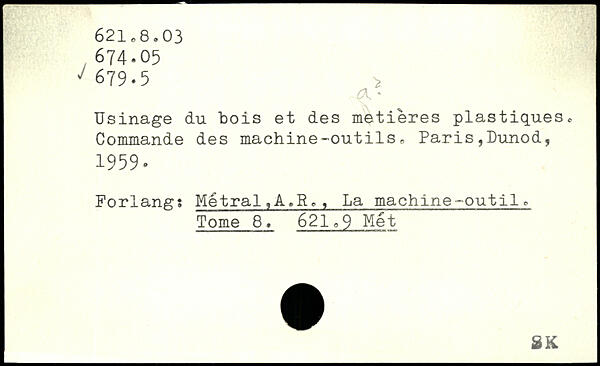 621.8.03
674.05
✓ 679.5
a?
Usinage du bois et des metières plastiques.
Commande des machine-outils. Paris,Dunod,
1959.
Forlang: Métral,A.R., La machine-outil.
Tome 8. 621.9 Mét
SK